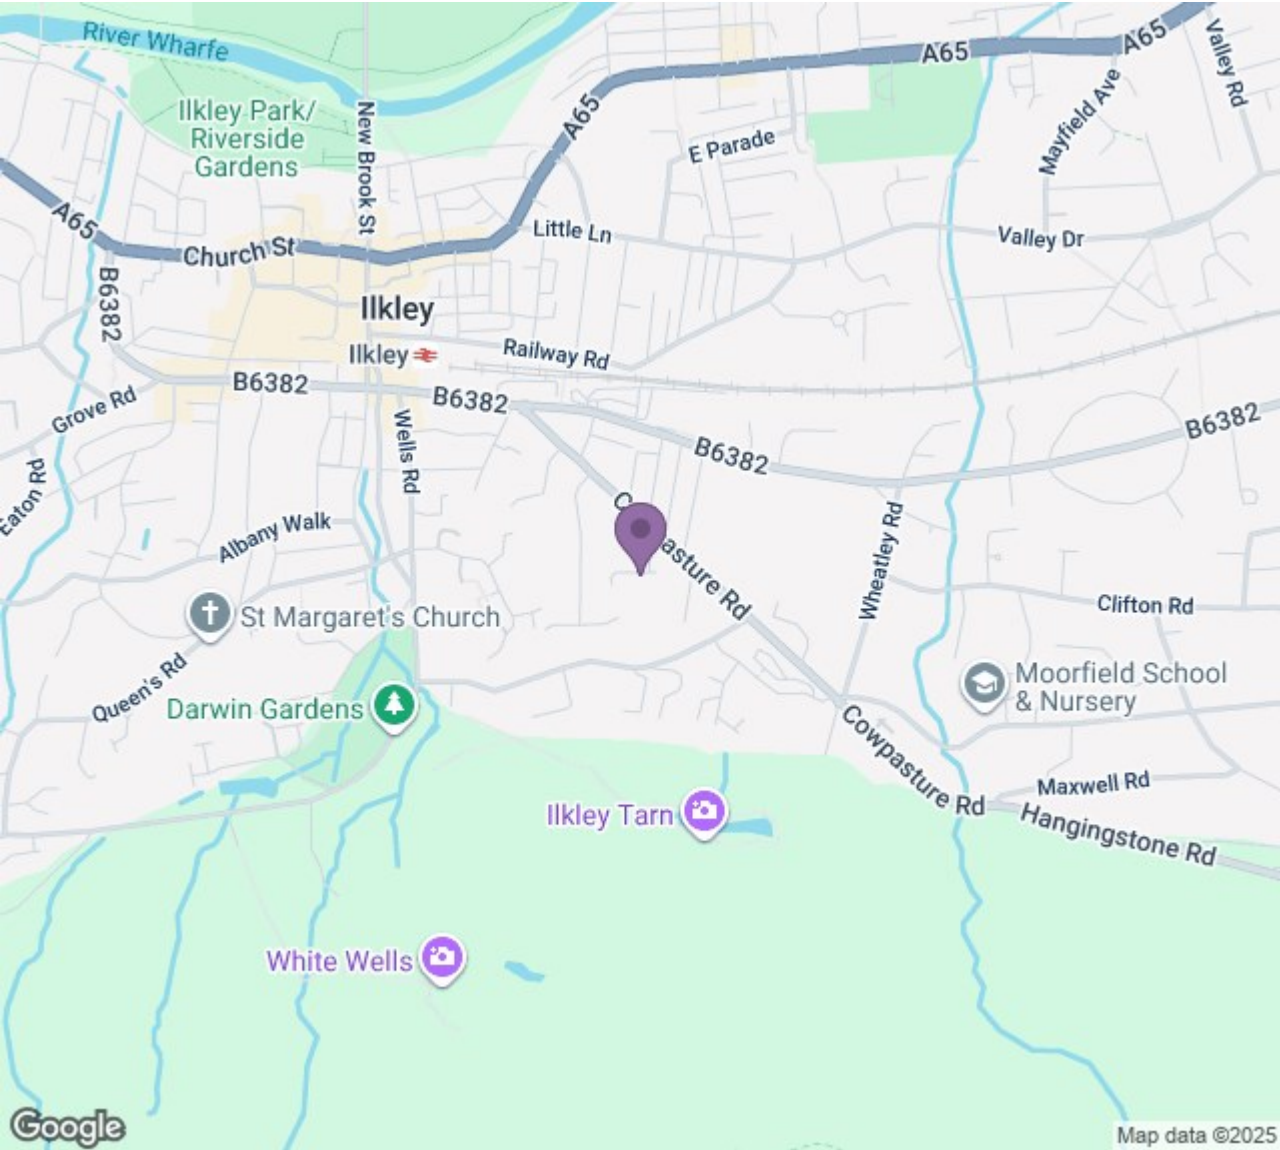 River Wharfe
A65
A65
Valley Rd
Ilkley Park/
Riverside
Gardens
New Brook St
A65
E Parade
Mayfield Ave
A65
Church St
Little Ln
Valley Dr
B6382
Ilkley
Ilkley
Railway Rd
B6382
B6382
Grove Rd
Wells Rd
B6382
B6382
Eaton Rd
Albany Walk
Wheatley Rd
asture Rd
Clifton Rd
St Margaret's Church
Queen's Rd
Darwin Gardens
Moorfield School
& Nursery
Cowpasture Rd
Maxwell Rd
Ilkley Tarn
Hangingstone Rd
White Wells
Google
Map data ©2025